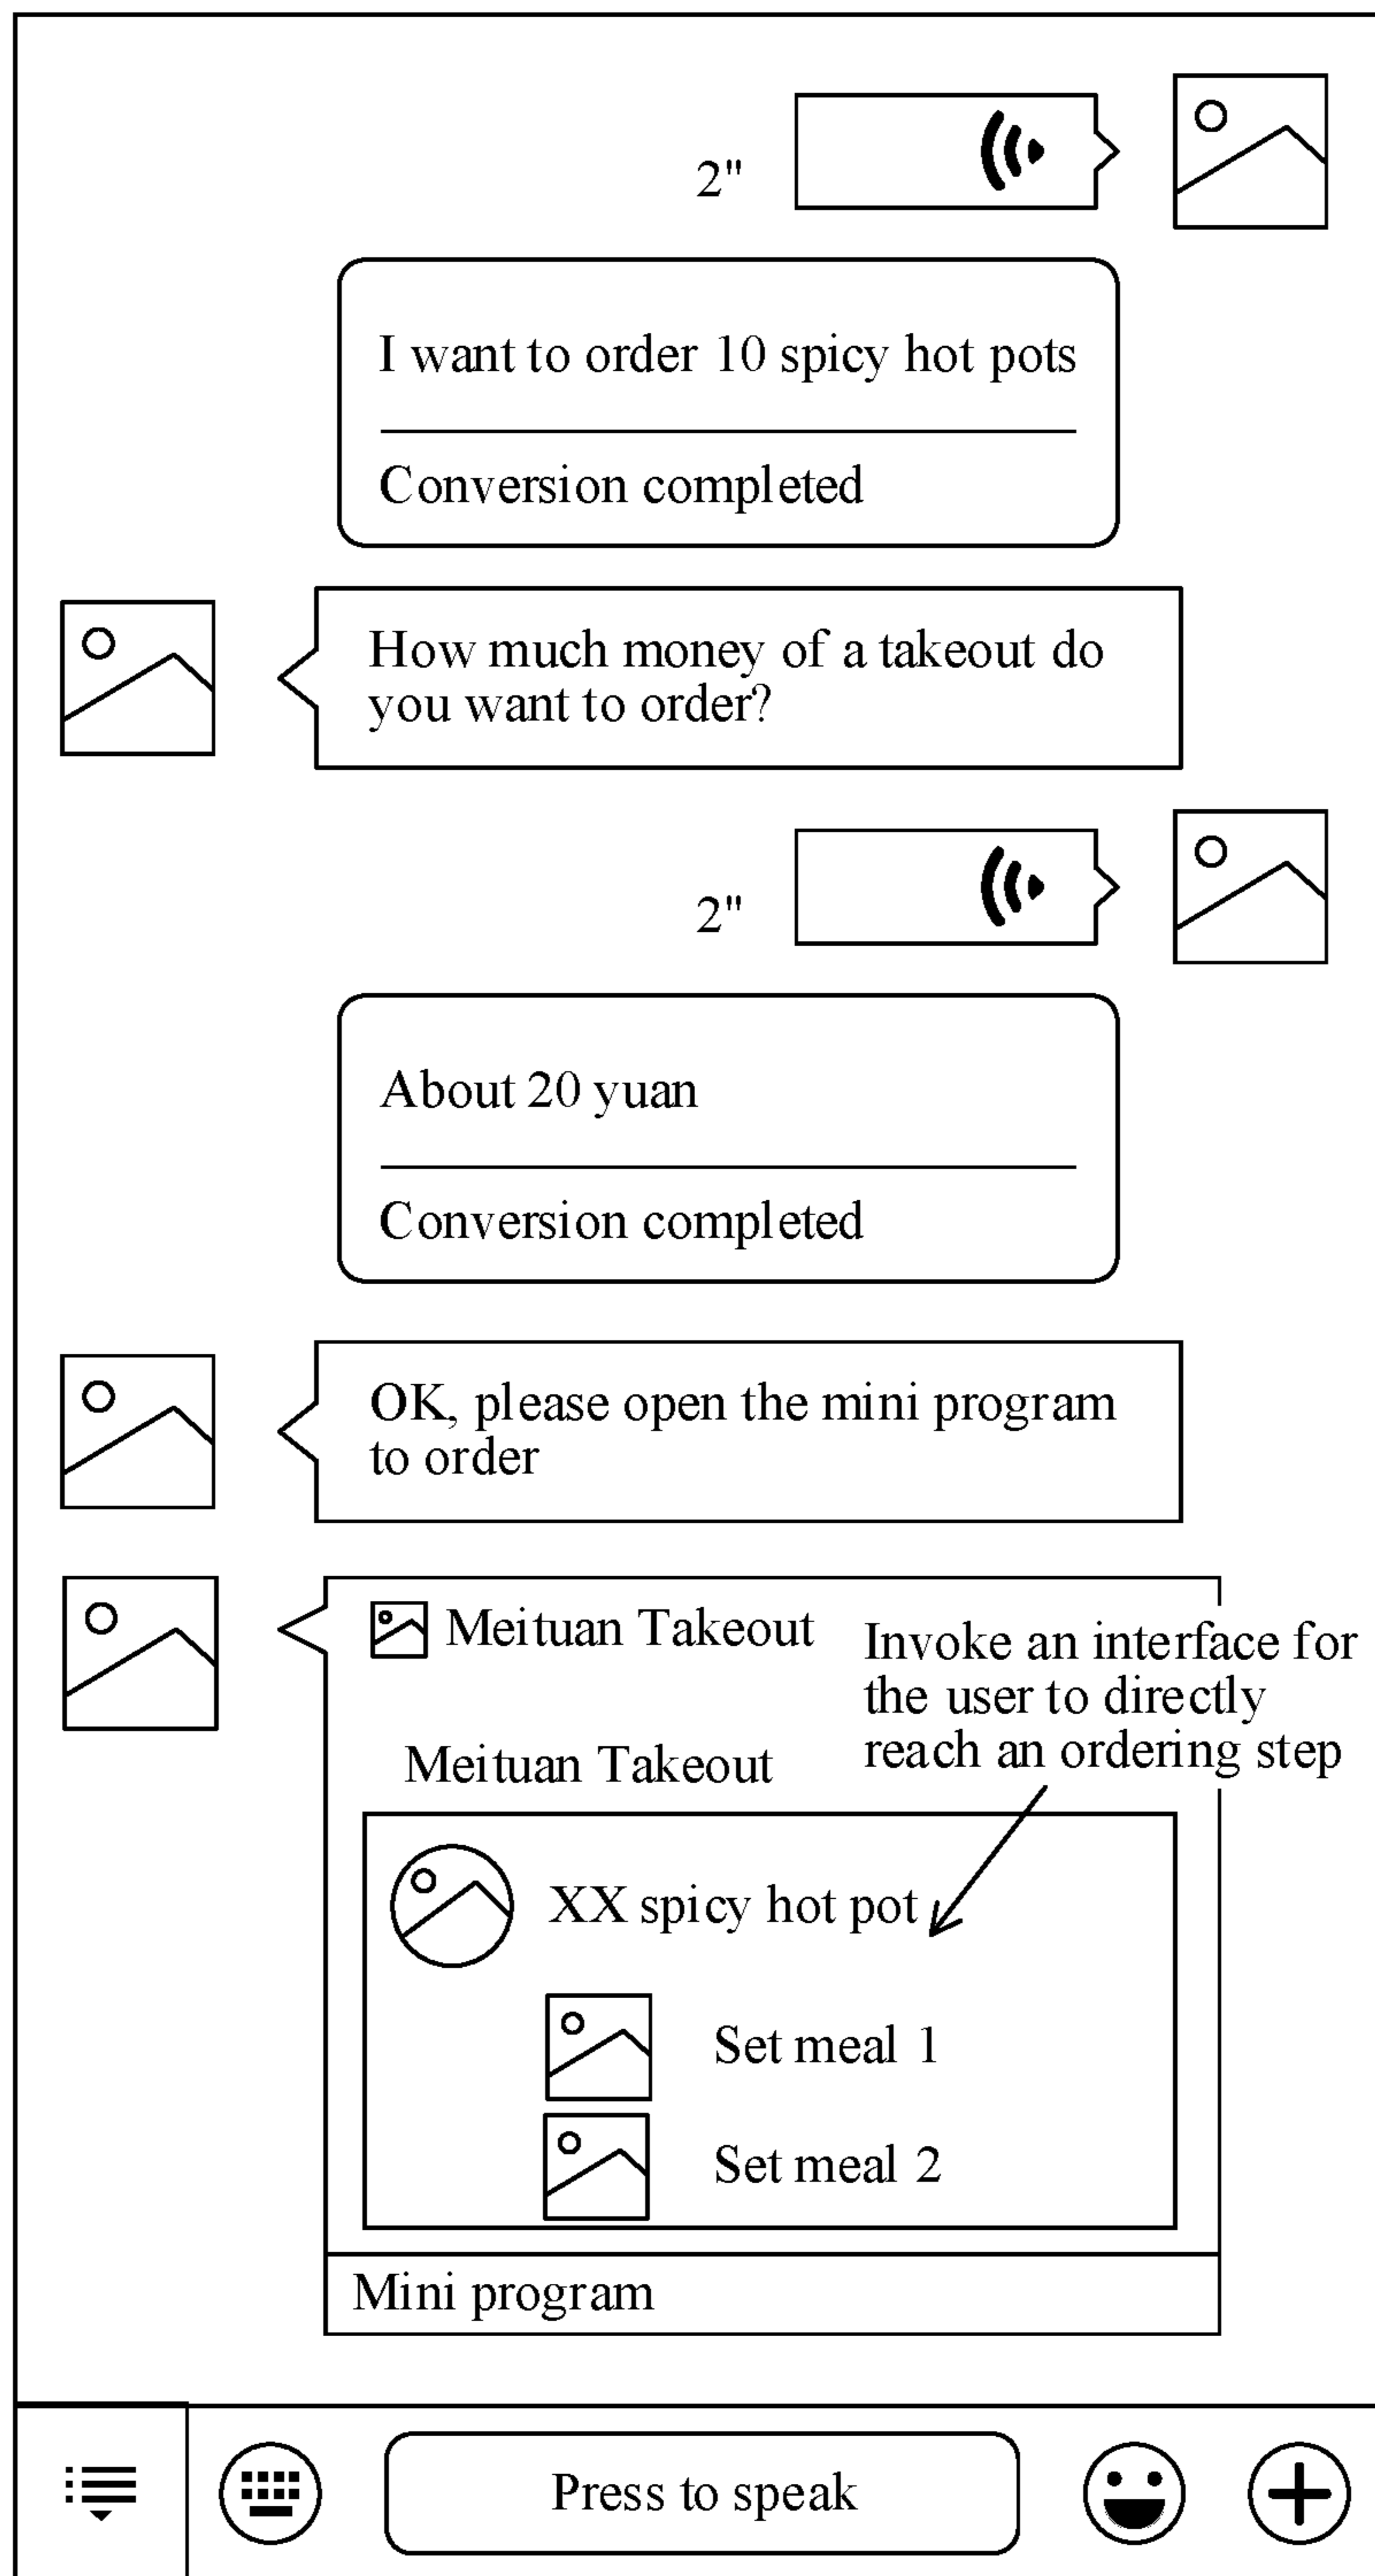 2"
I want to order 10 spicy hot pots
Conversion completed
How much money of a takeout do
you want to order?
2"
About 20 yuan
Conversion completed
OK, please open the mini program
to order
Meituan Takeout
Invoke an interface for
the user to directly
reach an ordering step
Meituan Takeout
XX spicy hot pot
Set meal 1
Set meal 2
Mini program
Press to speak